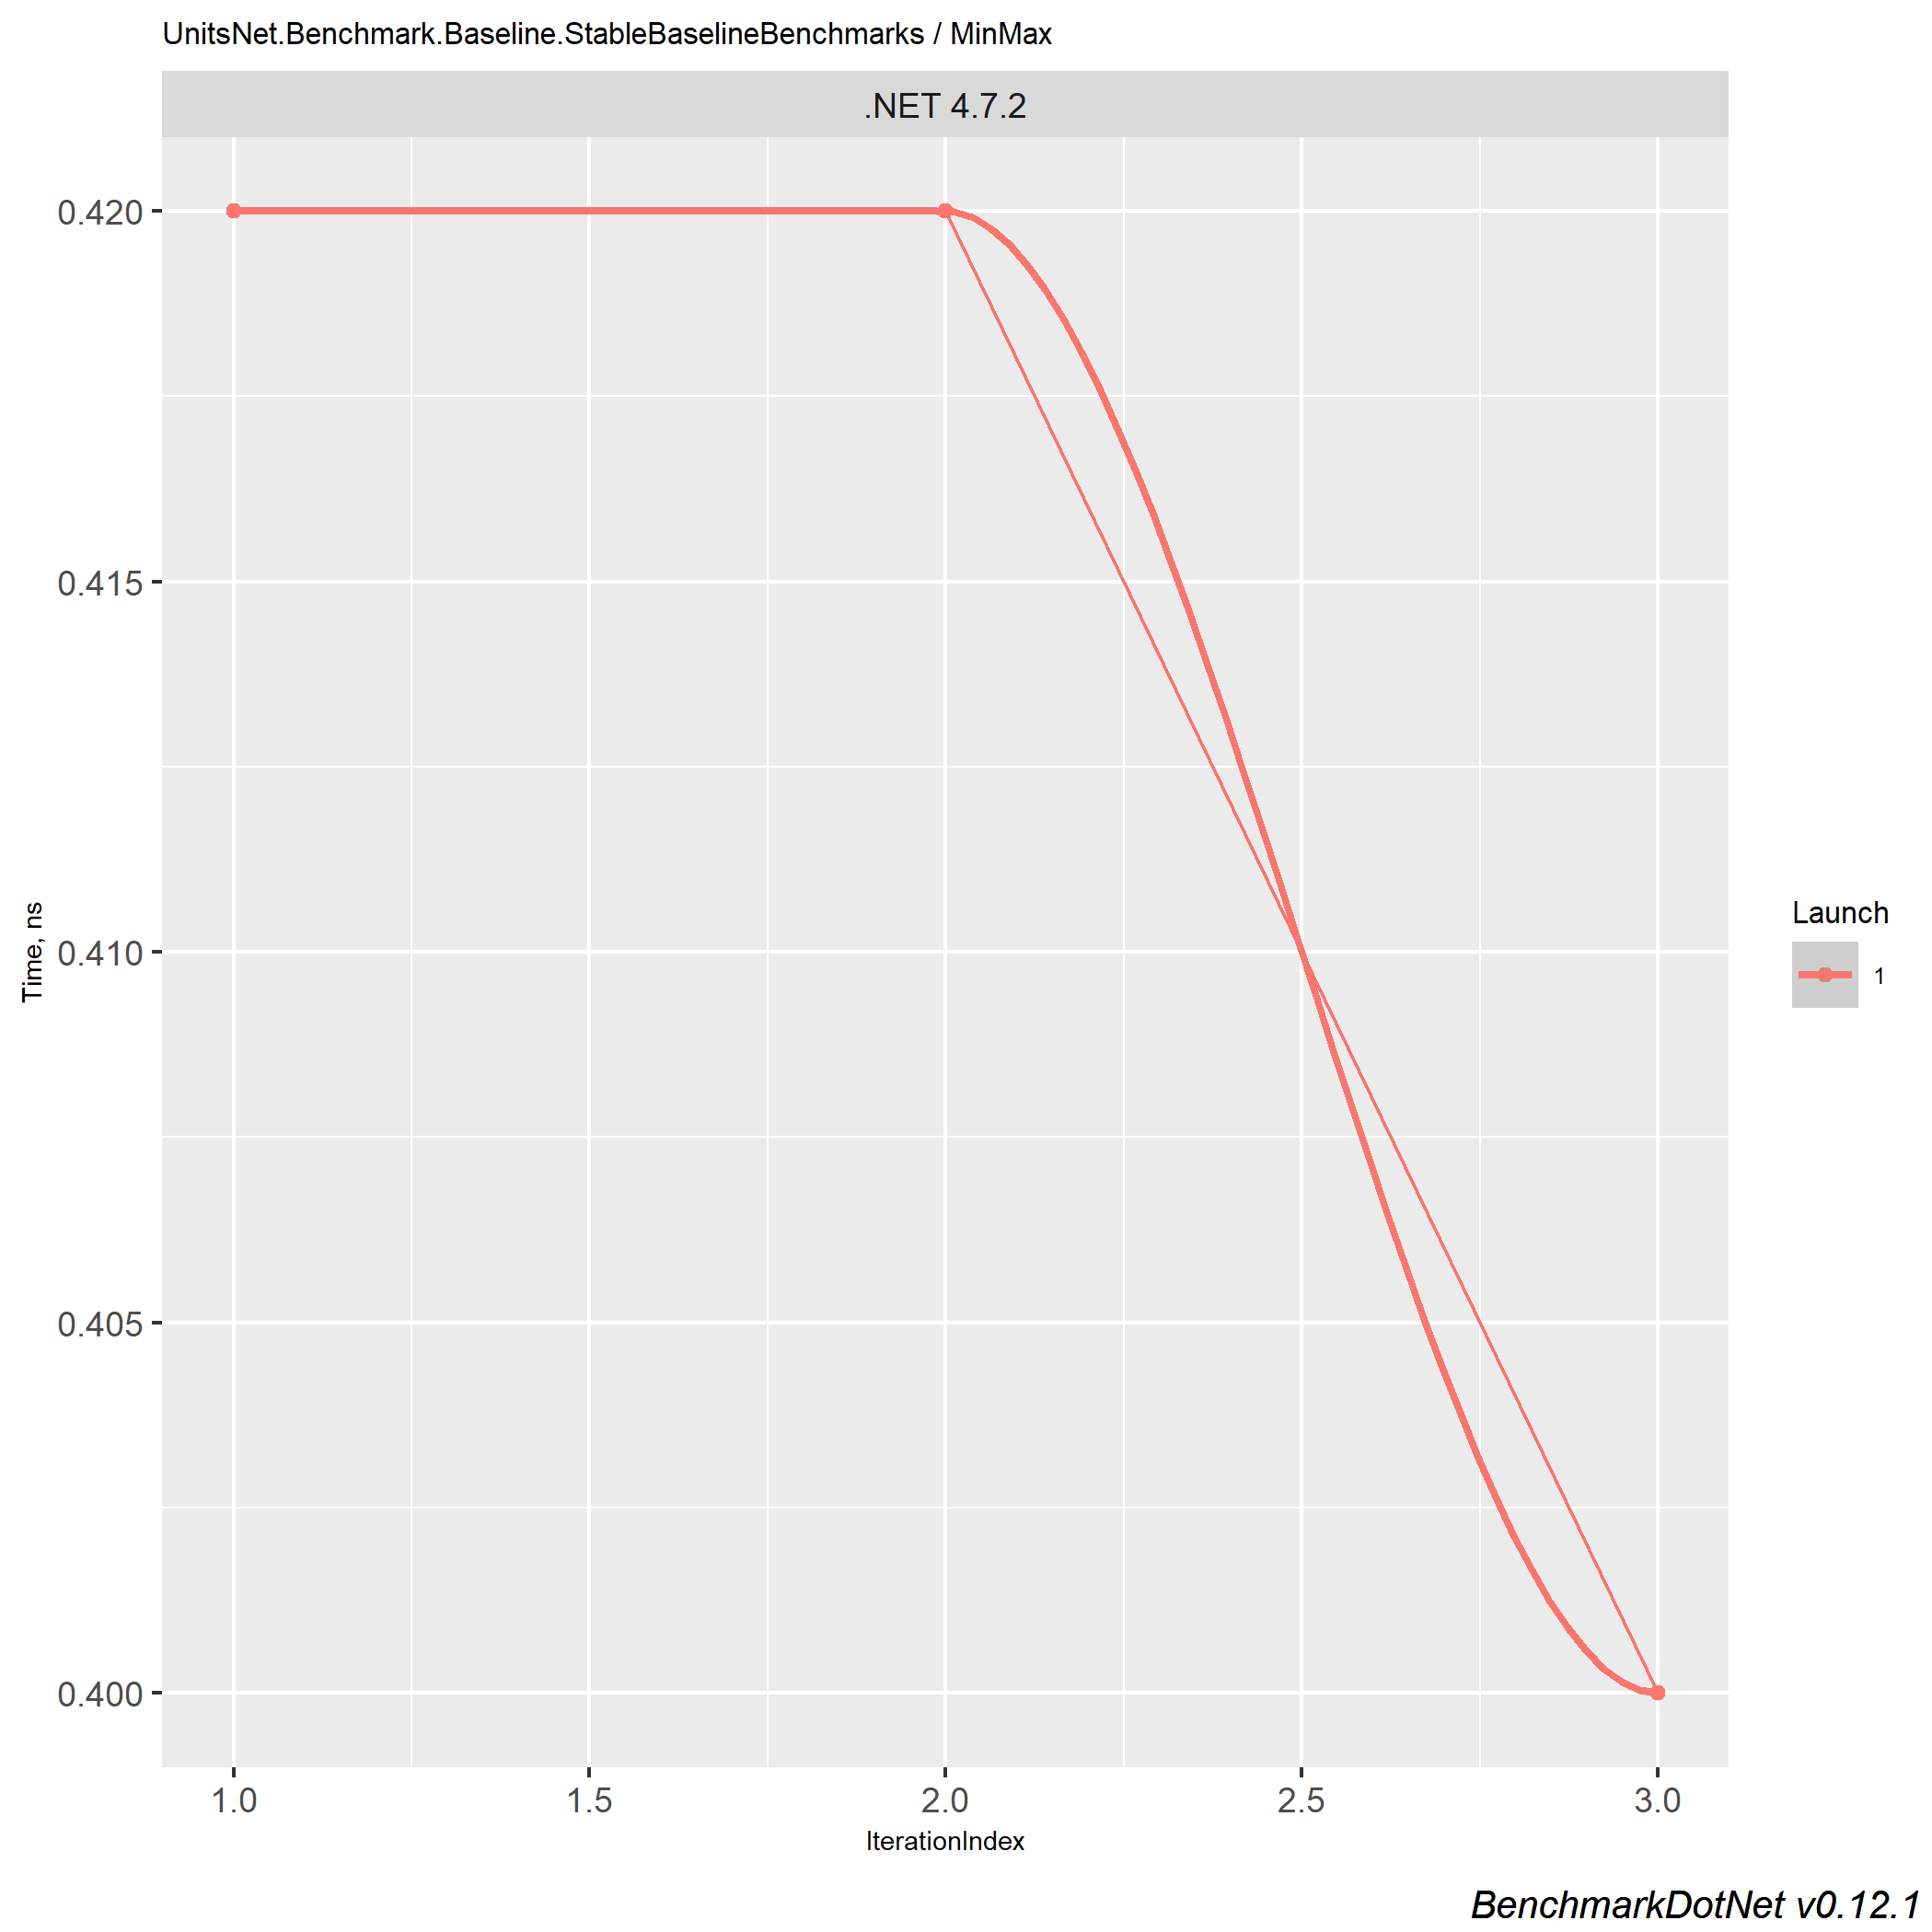 UnitsNet.Benchmark.Baseline.StableBaselineBenchmarks / MinMax
.NET 4.7.2
0.420
0.415
0.410
0.405
0.400
Time, ns
1.0 1.5 2.0 2.5 3.0
IterationIndex
Launch
1
BenchmarkDotNet v0.12.1